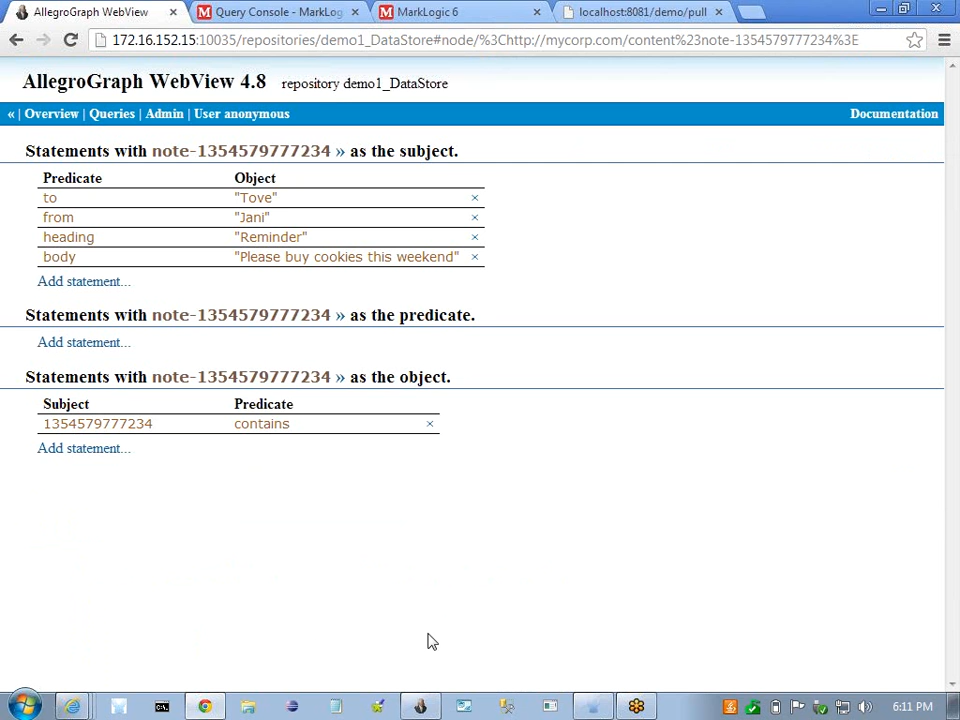 AllegroGraph WebView ×
Query Console - MarkLog ×
MarkLogic 6 ×
localhost:8081/demo/pull ×
172.16.152.15:10035/repositories/demo1_DataStore#node/%3Chttp://mycorp.com/content%23note-1354579777234%3E
AllegroGraph WebView 4.8 repository demo1_DataStore
« | Overview | Queries | Admin | User anonymous Documentation
Statements with note-1354579777234 » as the subject.
Predicate Object
to "Tove" ×
from "Jani" ×
heading "Reminder" ×
body "Please buy cookies this weekend" ×
Add statement...
Statements with note-1354579777234 » as the predicate.
Add statement...
Statements with note-1354579777234 » as the object.
Subject Predicate
1354579777234 contains ×
Add statement...
6:11 PM